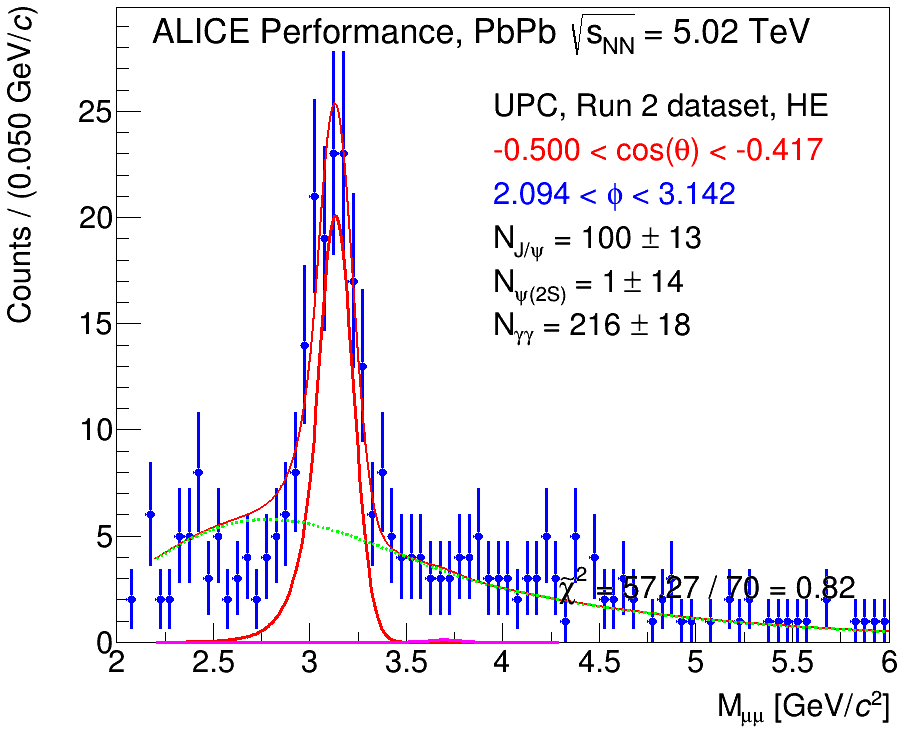 ALICE Performance, PbPb √s_NN = 5.02 TeV
Counts / (0.050 GeV/c)
UPC, Run 2 dataset, HE
-0.500 < cos(θ) < -0.417
2.094 < ϕ < 3.142
N_J/ψ = 100 ± 13
N_ψ(2S) = 1 ± 14
N_γγ = 216 ± 18
25
20
15
10
5
0
χ̃² = 57.27 / 70 = 0.82
2 2.5 3 3.5 4 4.5 5 5.5 6
M_μμ [GeV/c²]